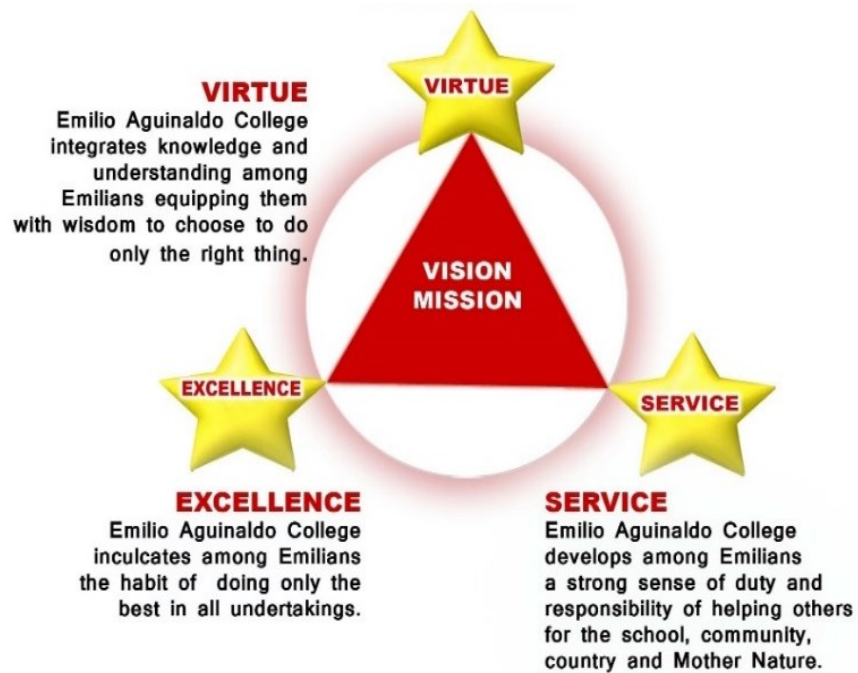 VIRTUE
VIRTUE
Emilio Aguinaldo College
integrates knowledge and
understanding among
Emilians equipping them
with wisdom to choose to do
only the right thing.
VISION
MISSION
EXCELLENCE
SERVICE
EXCELLENCE
Emilio Aguinaldo College
inculcates among Emilians
the habit of doing only the
best in all undertakings.
SERVICE
Emilio Aguinaldo College
develops among Emilians
a strong sense of duty and
responsibility of helping others
for the school, community,
country and Mother Nature.